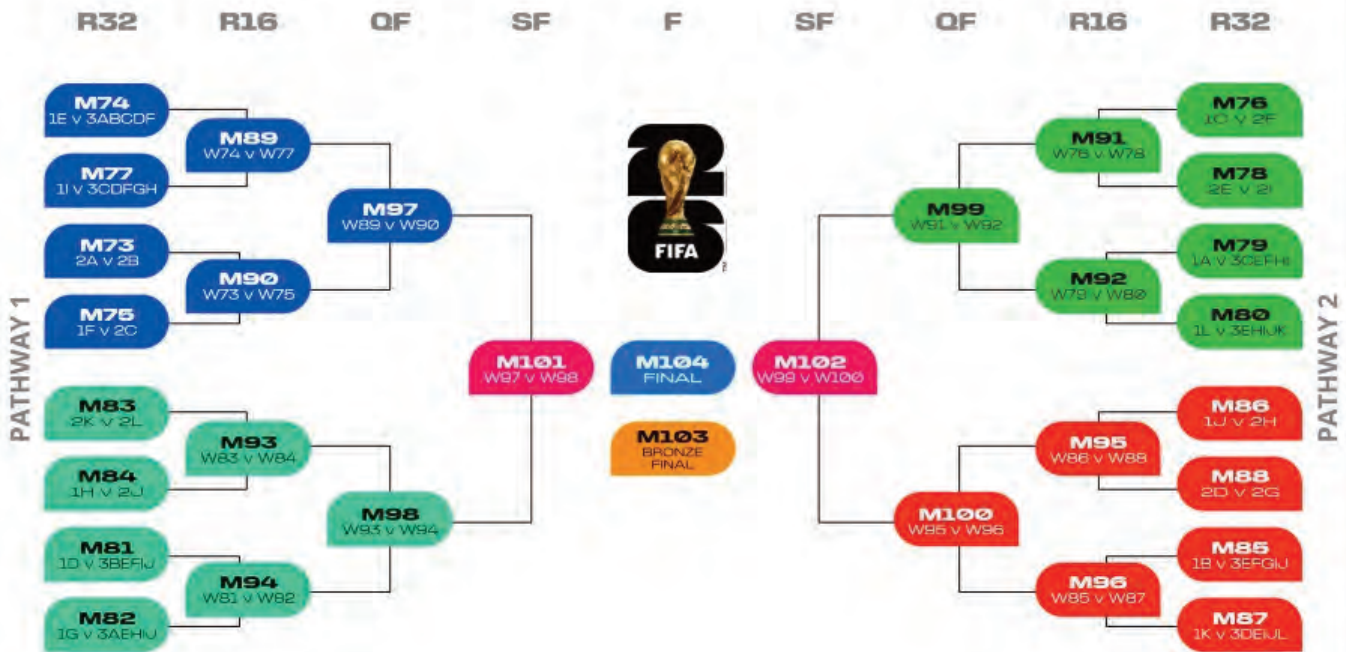 R32 R16 QF SF F SF QF R16 R32
PATHWAY 1
M74
1E v 3ABCDF
M77
1I v 3CDFGH
M73
2A v 2B
M75
1F v 2C
M83
2K v 2L
M84
1H v 2J
M81
1D v 3BEFIJ
M82
1G v 3AEHIJ
M89
W74 v W77
M90
W73 v W75
M93
W83 v W84
M94
W81 v W92
M97
W89 v W90
M98
W93 v W94
M101
W97 v W98
26
FIFA
TM
M104
FINAL
M103
BRONZE
FINAL
M102
W99 v W100
M99
W91 v W92
M100
W95 v W96
M91
W76 v W78
M92
W79 v W80
M95
W86 v W88
M96
W85 v W87
M76
1C v 2F
M78
2E v 2I
M79
1A v 3CEFHI
M80
1L v 3EHIJK
M86
1J v 2H
M88
2D v 2G
M85
1B v 3EFGIJ
M87
1K v 3DEIJL
PATHWAY 2